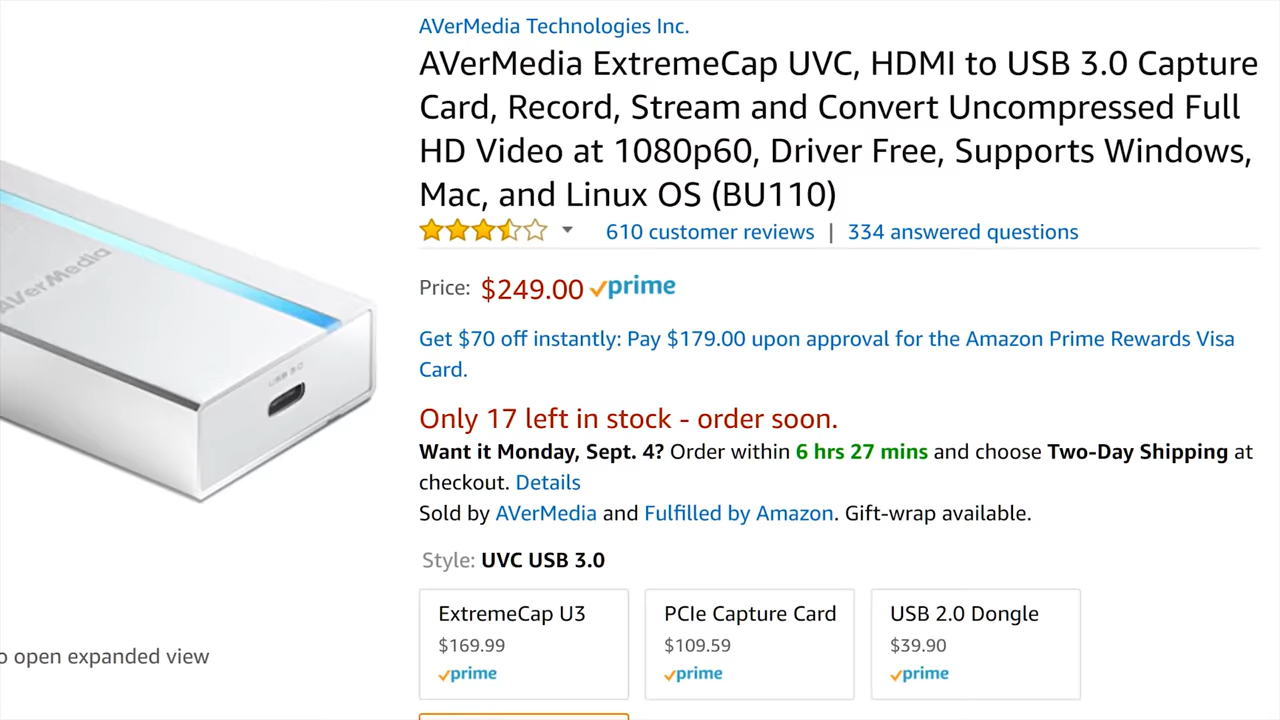 AVerMedia Technologies Inc.
AVerMedia ExtremeCap UVC, HDMI to USB 3.0 Capture
Card, Record, Stream and Convert Uncompressed Full
HD Video at 1080p60, Driver Free, Supports Windows,
Mac, and Linux OS (BU110)
610 customer reviews | 334 answered questions
Price: $249.00 prime
Get $70 off instantly: Pay $179.00 upon approval for the Amazon Prime Rewards Visa
Card.
Only 17 left in stock - order soon.
Want it Monday, Sept. 4? Order within 6 hrs 27 mins and choose Two-Day Shipping at
checkout. Details
Sold by AVerMedia and Fulfilled by Amazon. Gift-wrap available.
Style: UVC USB 3.0
ExtremeCap U3
$169.99
prime
PCIe Capture Card
$109.59
prime
USB 2.0 Dongle
$39.90
prime
AVerMedia
USB 3.0
o open expanded view